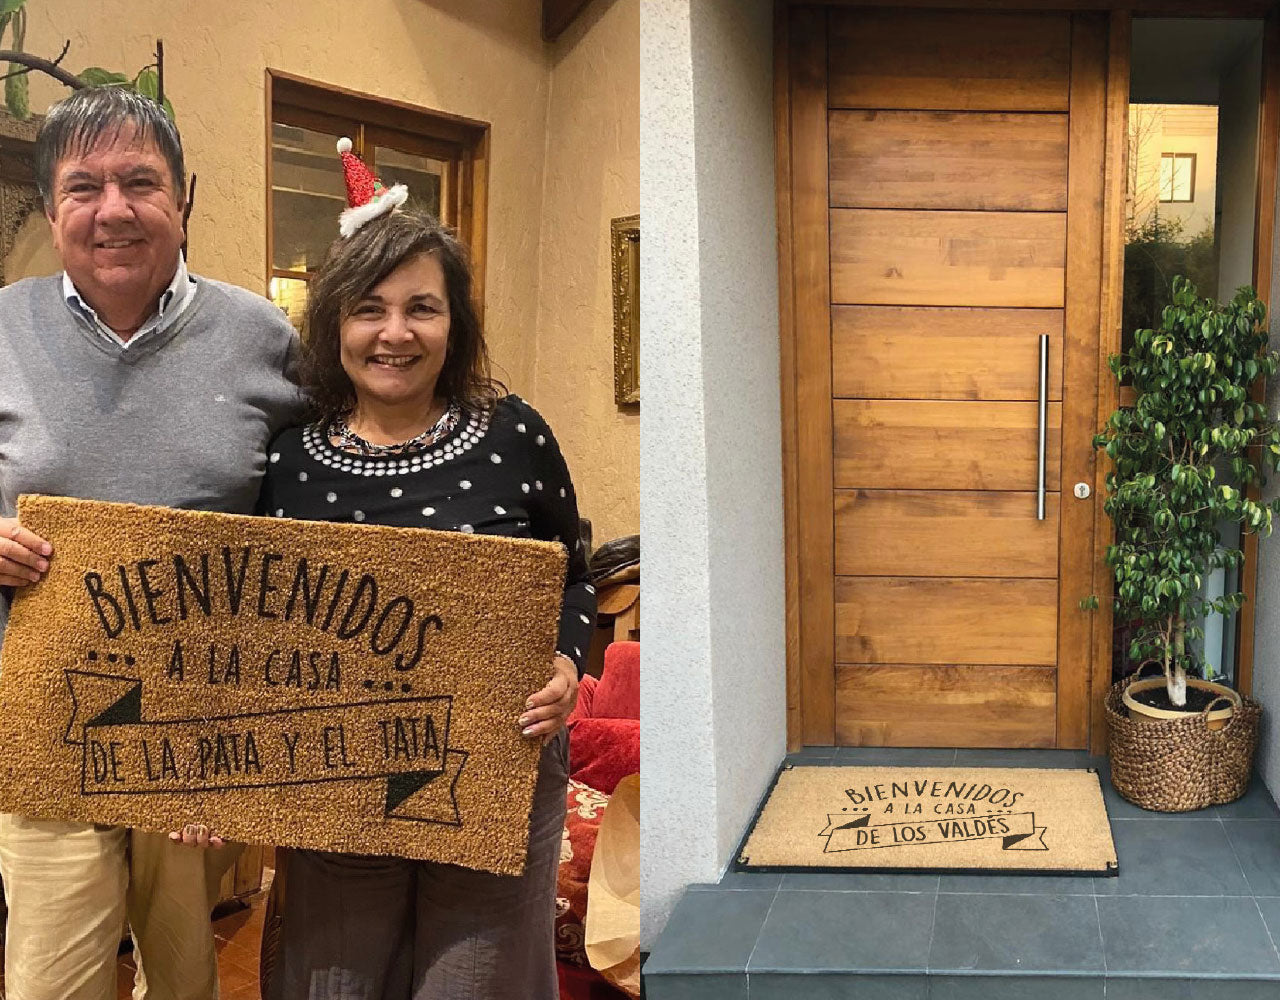 BIENVENIDOS
A LA CASA
DE LA PATA Y EL TATA
BIENVENIDOS
A LA CASA
DE LOS VALDÉS